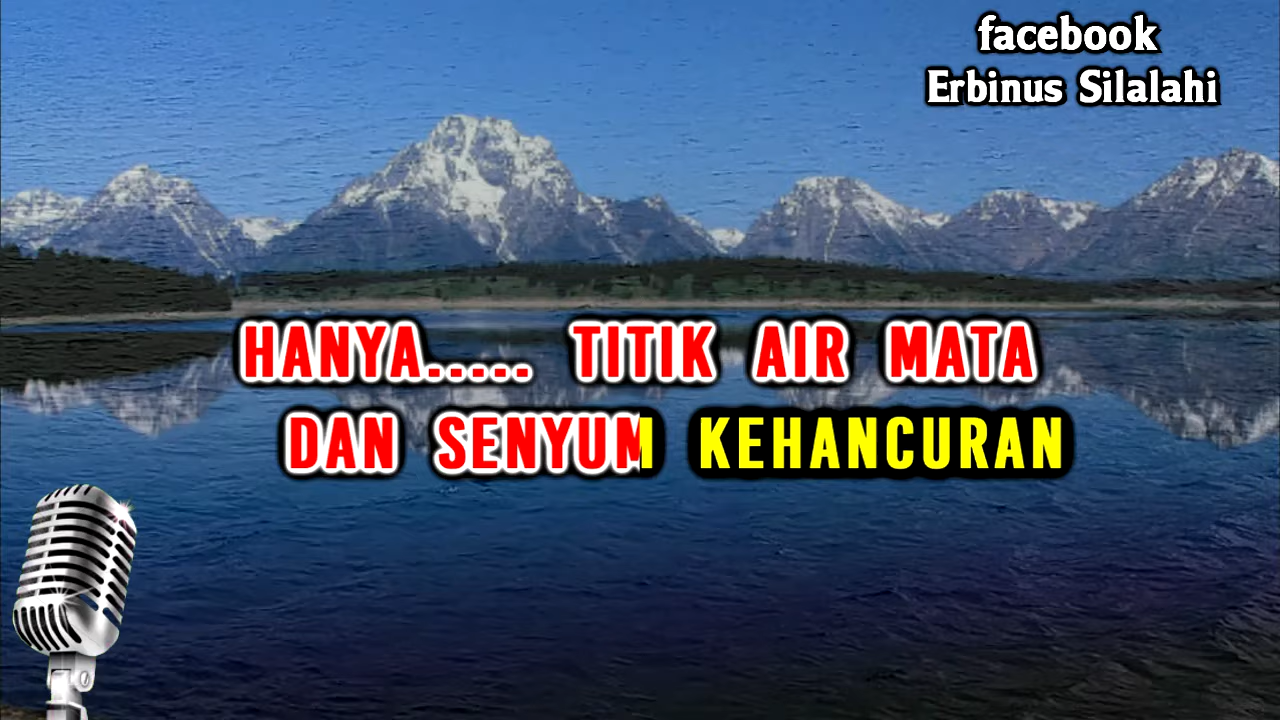 facebook
Erbinus Silalahi
HANYA..... TITIK AIR MATA
DAN SENYUM KEHANCURAN